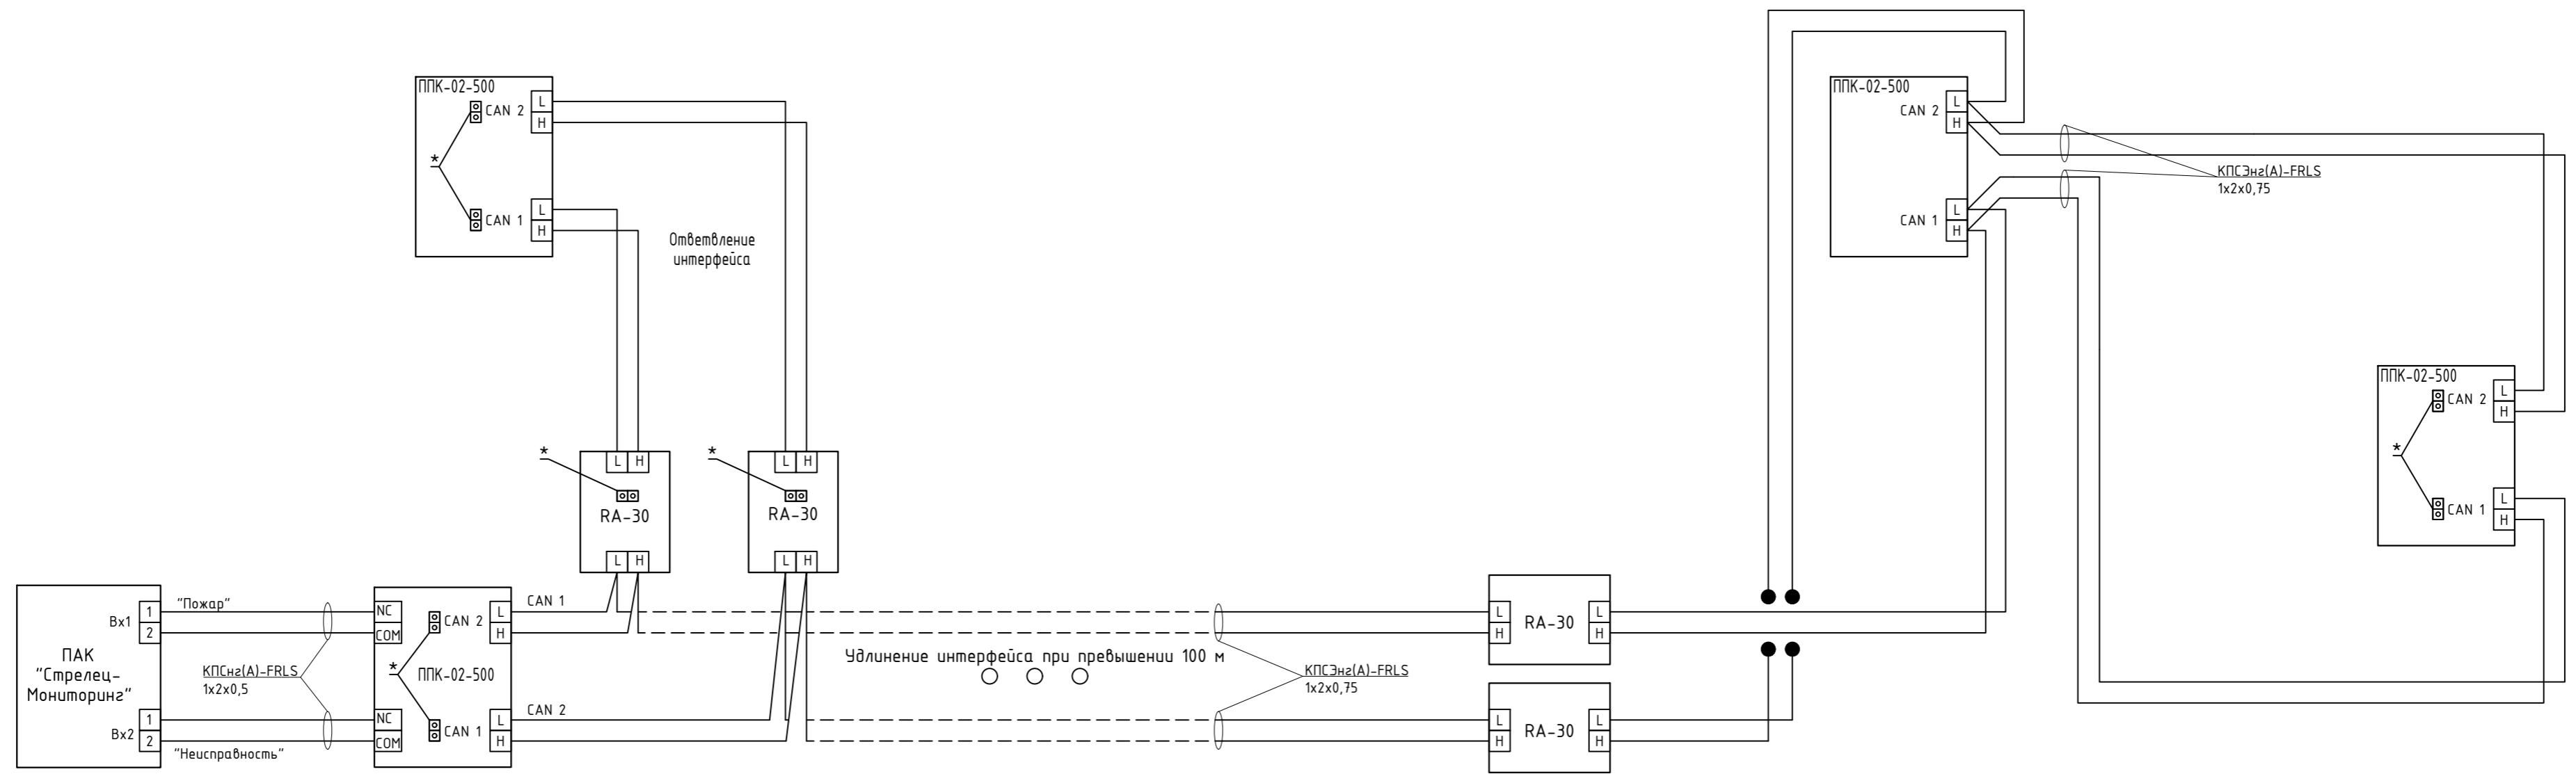 ППК-02-500
CAN 2
L
H
*
CAN 1
L
H
Ответвление
интерфейса
ППК-02-500
CAN 2
L
H
CAN 1
L
H
КПСЭнг(А)-FRLS
1x2x0,75
ППК-02-500
CAN 2
L
H
*
CAN 1
L
H
*
L H
RA-30
L H
*
L H
RA-30
L H
ПАК
"Стрелец-
Мониторинг"
Вх1
1
2
"Пожар"
Вх2
1
2
"Неисправность"
КПСнг(А)-FRLS
1x2x0,5
NC
COM
NC
COM
*
ППК-02-500
CAN 2
L
H
CAN 1
L
H
CAN 1
CAN 2
Удлинение интерфейса при превышении 100 м
КПСЭнг(А)-FRLS
1x2x0,75
L
H
RA-30
L
H
L
H
RA-30
L
H